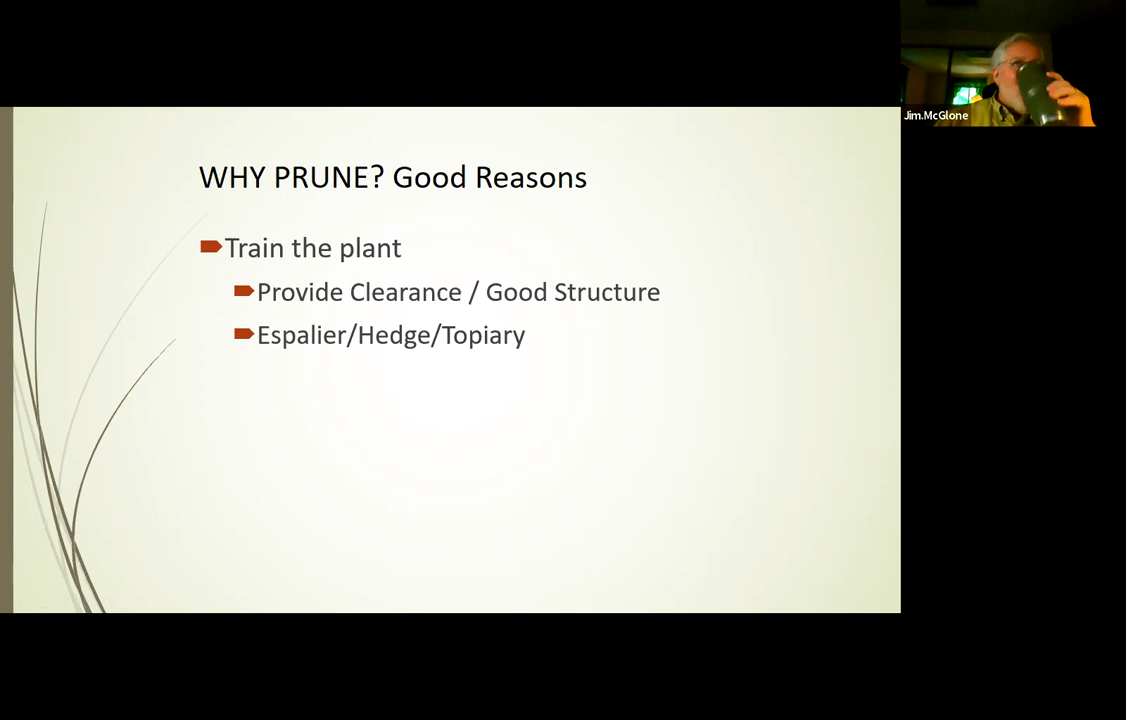 Jim.McGlone
WHY PRUNE? Good Reasons
Train the plant
Provide Clearance / Good Structure
Espalier/Hedge/Topiary